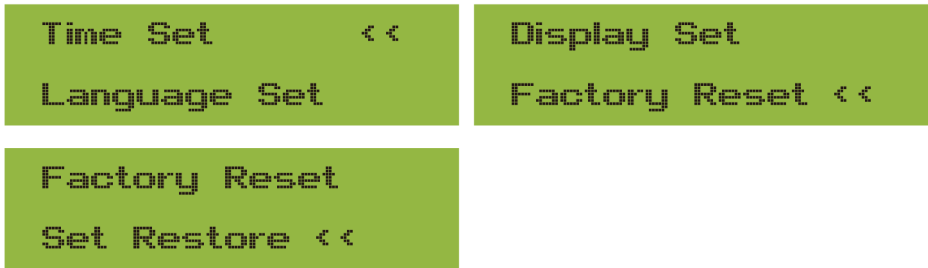 Time Set <<
Language Set
Display Set
Factory Reset <<
Factory Reset
Set Restore <<